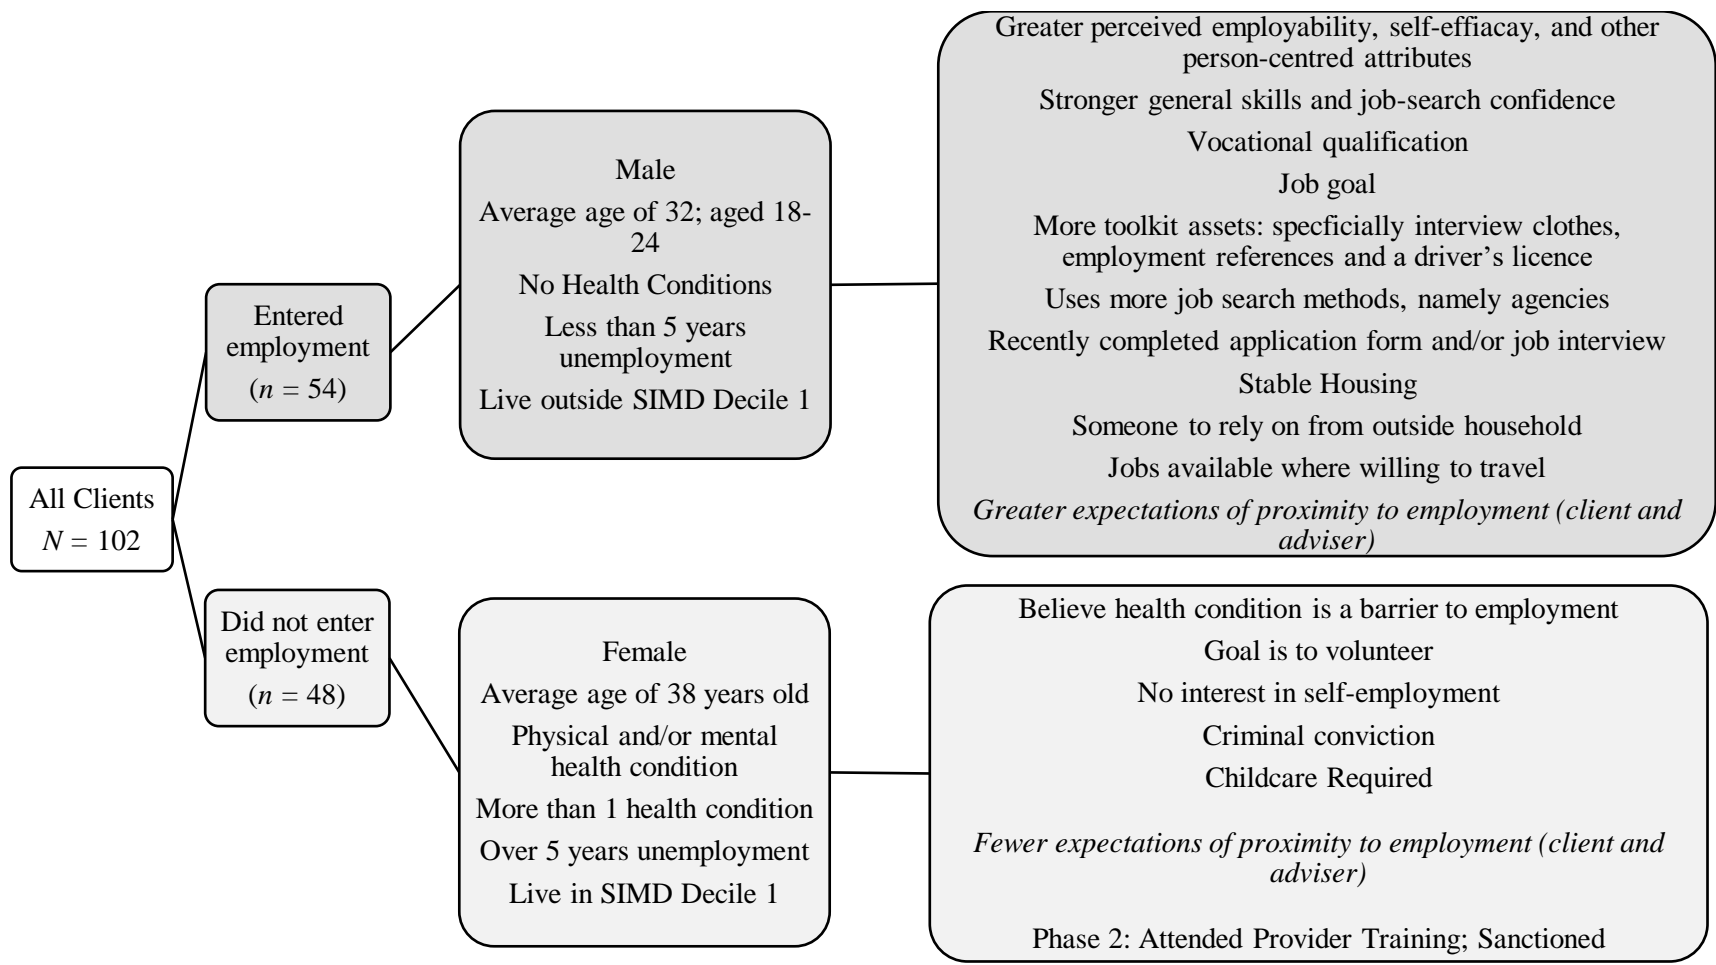 All Clients
N = 102
Entered
employment
(n = 54)
Male
Average age of 32; aged 18-
24
No Health Conditions
Less than 5 years
unemployment
Live outside SIMD Decile 1
Greater perceived employability, self-effiacay, and other
person-centred attributes
Stronger general skills and job-search confidence
Vocational qualification
Job goal
More toolkit assets: specficially interview clothes,
employment references and a driver’s licence
Uses more job search methods, namely agencies
Recently completed application form and/or job interview
Stable Housing
Someone to rely on from outside household
Jobs available where willing to travel
Greater expectations of proximity to employment (client and
adviser)
Did not enter
employment
(n = 48)
Female
Average age of 38 years old
Physical and/or mental
health condition
More than 1 health condition
Over 5 years unemployment
Live in SIMD Decile 1
Believe health condition is a barrier to employment
Goal is to volunteer
No interest in self-employment
Criminal conviction
Childcare Required
Fewer expectations of proximity to employment (client and
adviser)
Phase 2: Attended Provider Training; Sanctioned